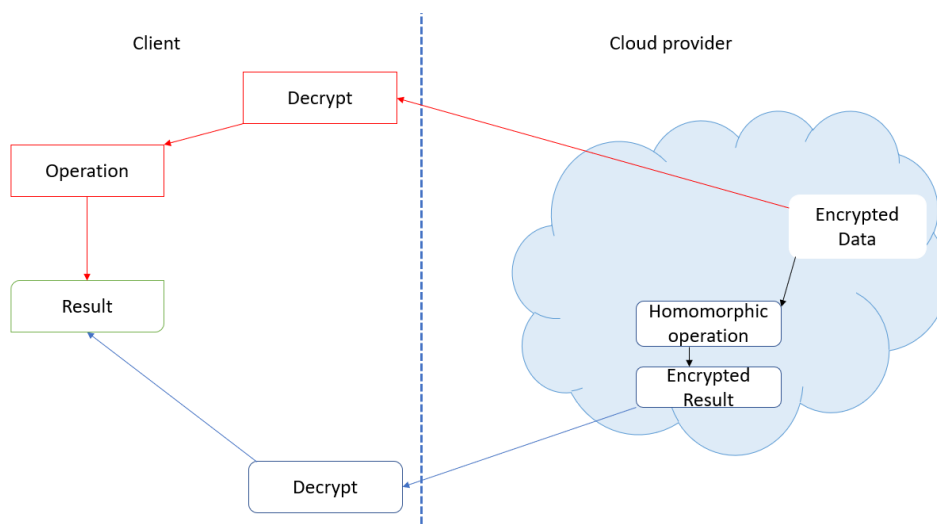 Client
Cloud provider
Decrypt
Operation
Encrypted
Data
Result
Homomorphic
operation
Encrypted
Result
Decrypt